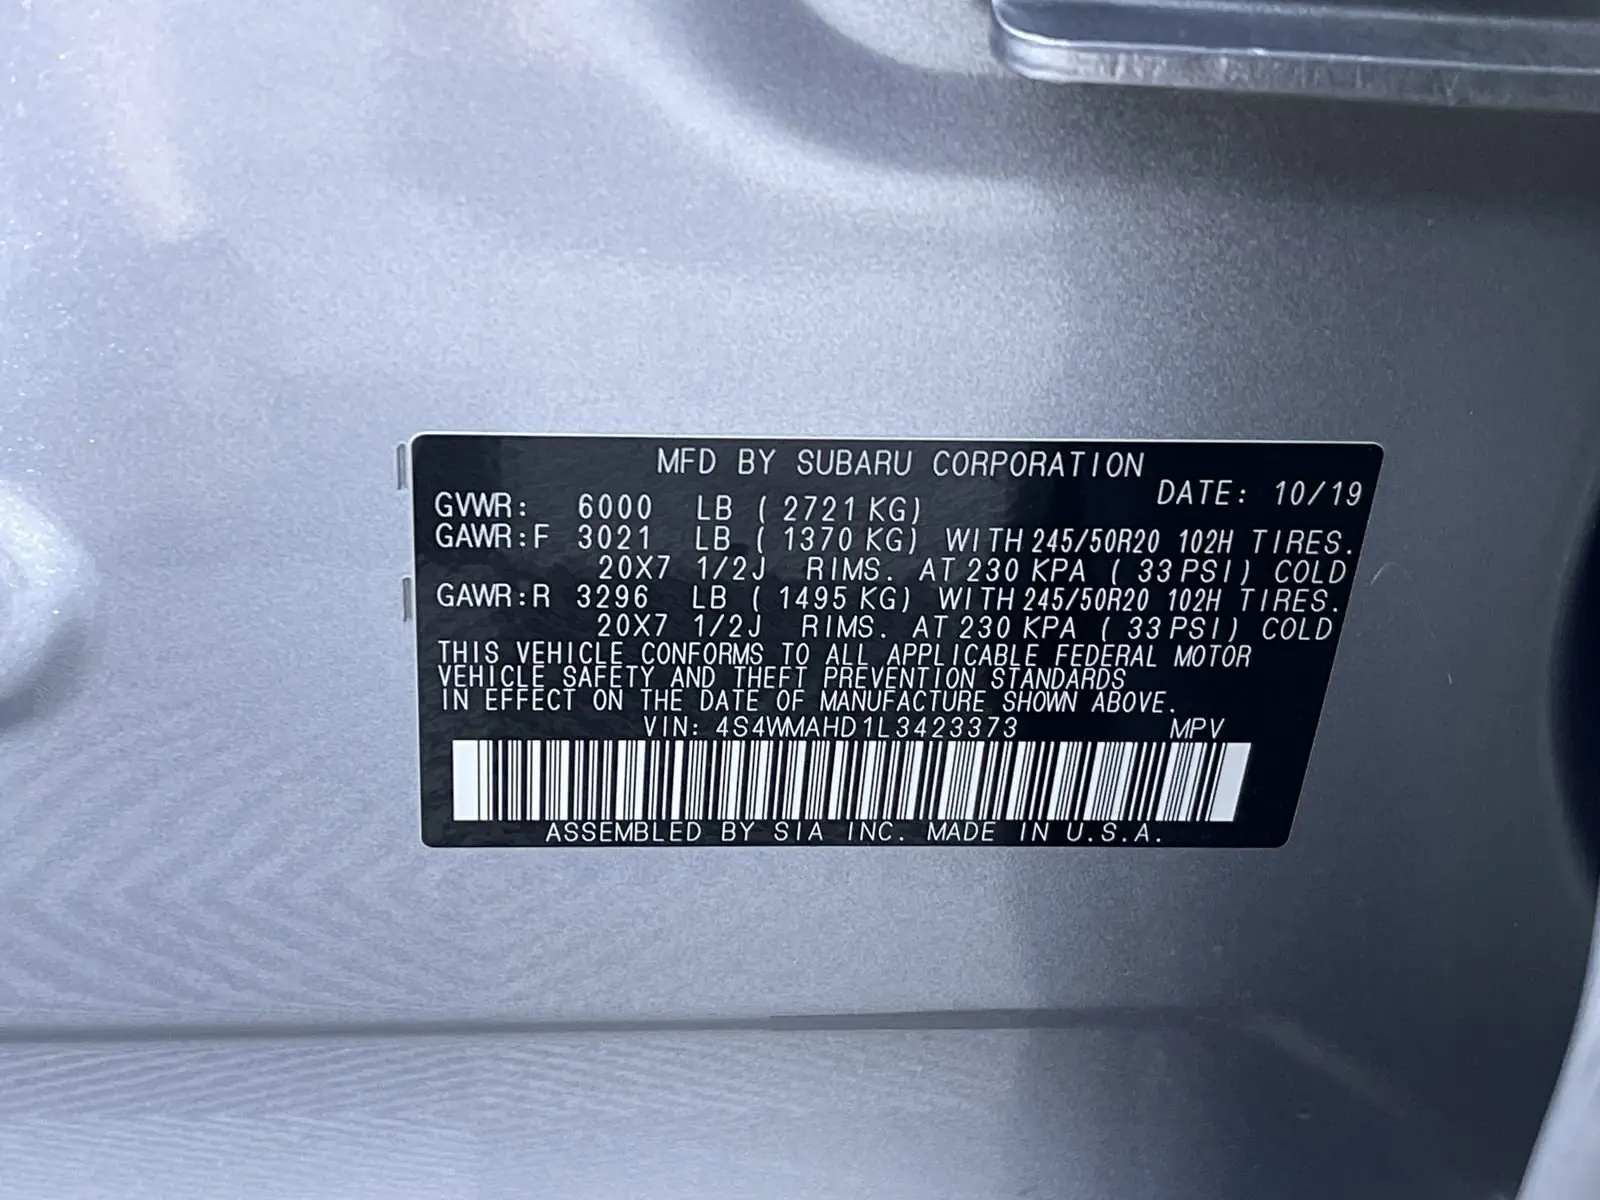 MFD BY SUBARU CORPORATION
DATE: 10/19
GVWR: 6000 LB ( 2721 KG)
GAWR:F 3021 LB ( 1370 KG) WITH 245/50R20 102H TIRES.
20X7 1/2J RIMS. AT 230 KPA ( 33 PSI) COLD
GAWR:R 3296 LB ( 1495 KG) WITH 245/50R20 102H TIRES.
20X7 1/2J RIMS. AT 230 KPA ( 33 PSI) COLD
THIS VEHICLE CONFORMS TO ALL APPLICABLE FEDERAL MOTOR
VEHICLE SAFETY AND THEFT PREVENTION STANDARDS
IN EFFECT ON THE DATE OF MANUFACTURE SHOWN ABOVE.
VIN: 4S4WMAHD1L3423373 MPV
ASSEMBLED BY SIA INC. MADE IN U.S.A.